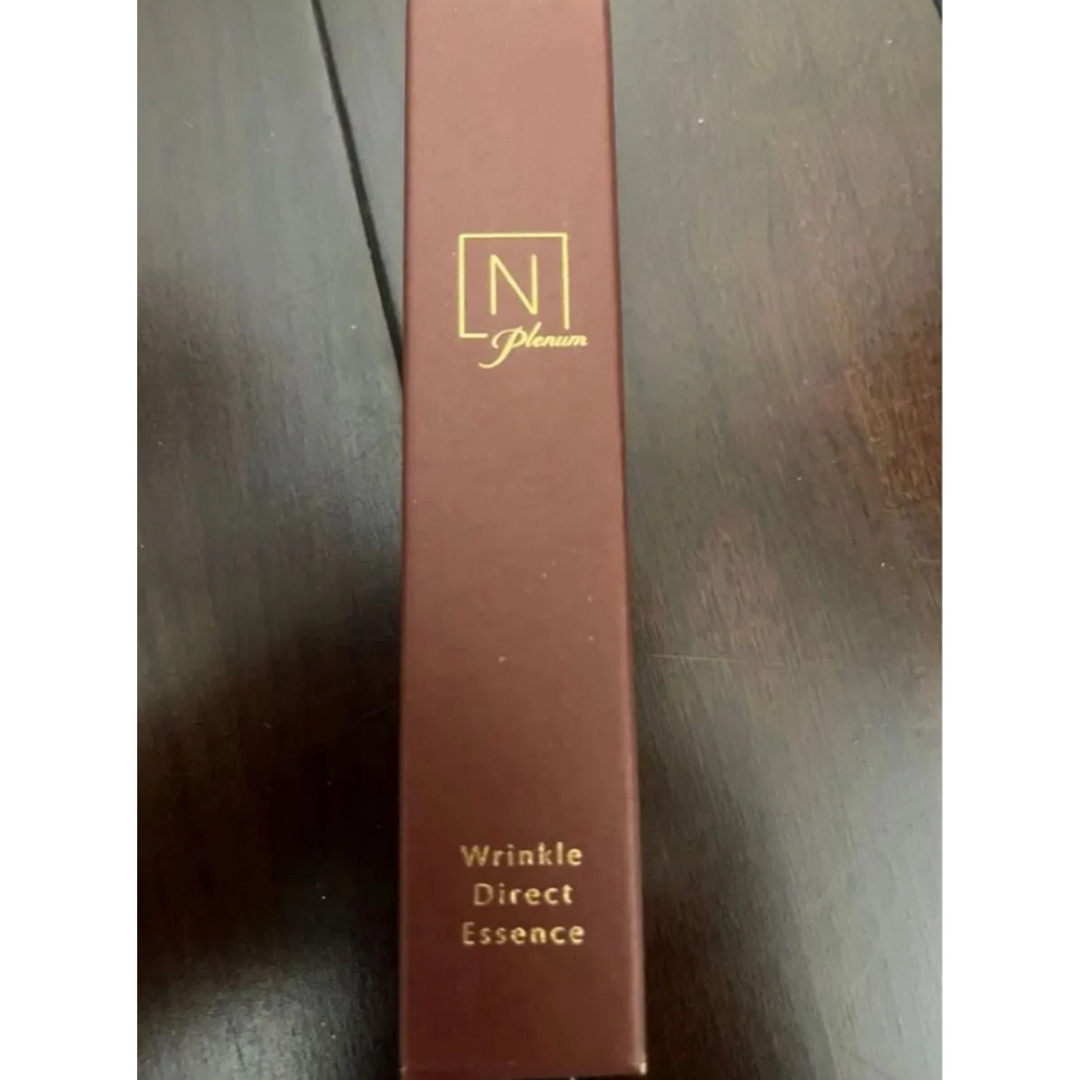 N
Plenum
Wrinkle
Direct
Essence